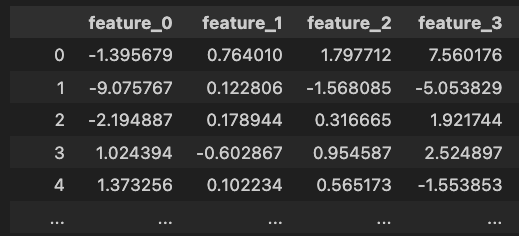 feature_0 feature_1 feature_2 feature_3
0 -1.395679 0.764010 1.797712 7.560176
1 -9.075767 0.122806 -1.568085 -5.053829
2 -2.194887 0.178944 0.316665 1.921744
3 1.024394 -0.602867 0.954587 2.524897
4 1.373256 0.102234 0.565173 -1.553853
... ... ... ... ...